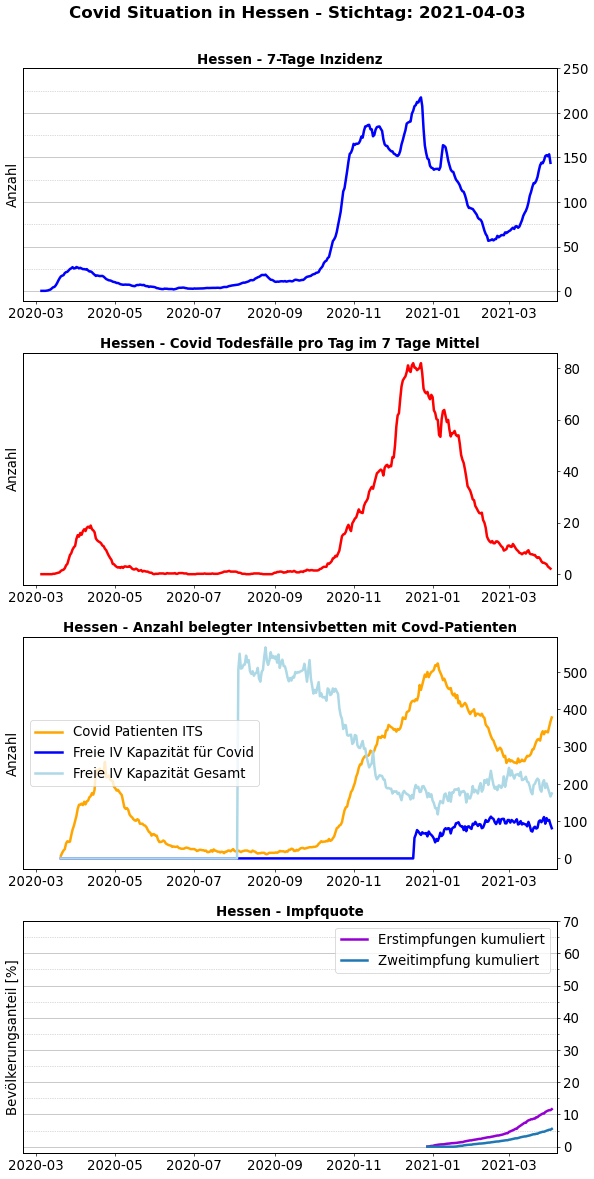 Covid Situation in Hessen - Stichtag: 2021-04-03
Hessen - 7-Tage Inzidenz
Anzahl
250
200
150
100
50
0
2020-03 2020-05 2020-07 2020-09 2020-11 2021-01 2021-03
Hessen - Covid Todesfälle pro Tag im 7 Tage Mittel
Anzahl
80
60
40
20
0
2020-03 2020-05 2020-07 2020-09 2020-11 2021-01 2021-03
Hessen - Anzahl belegter Intensivbetten mit Covd-Patienten
Anzahl
Covid Patienten ITS
Freie IV Kapazität für Covid
Freie IV Kapazität Gesamt
500
400
300
200
100
0
2020-03 2020-05 2020-07 2020-09 2020-11 2021-01 2021-03
Hessen - Impfquote
Bevölkerungsanteil [%]
Erstimpfungen kumuliert
Zweitimpfung kumuliert
70
60
50
40
30
20
10
0
2020-03 2020-05 2020-07 2020-09 2020-11 2021-01 2021-03